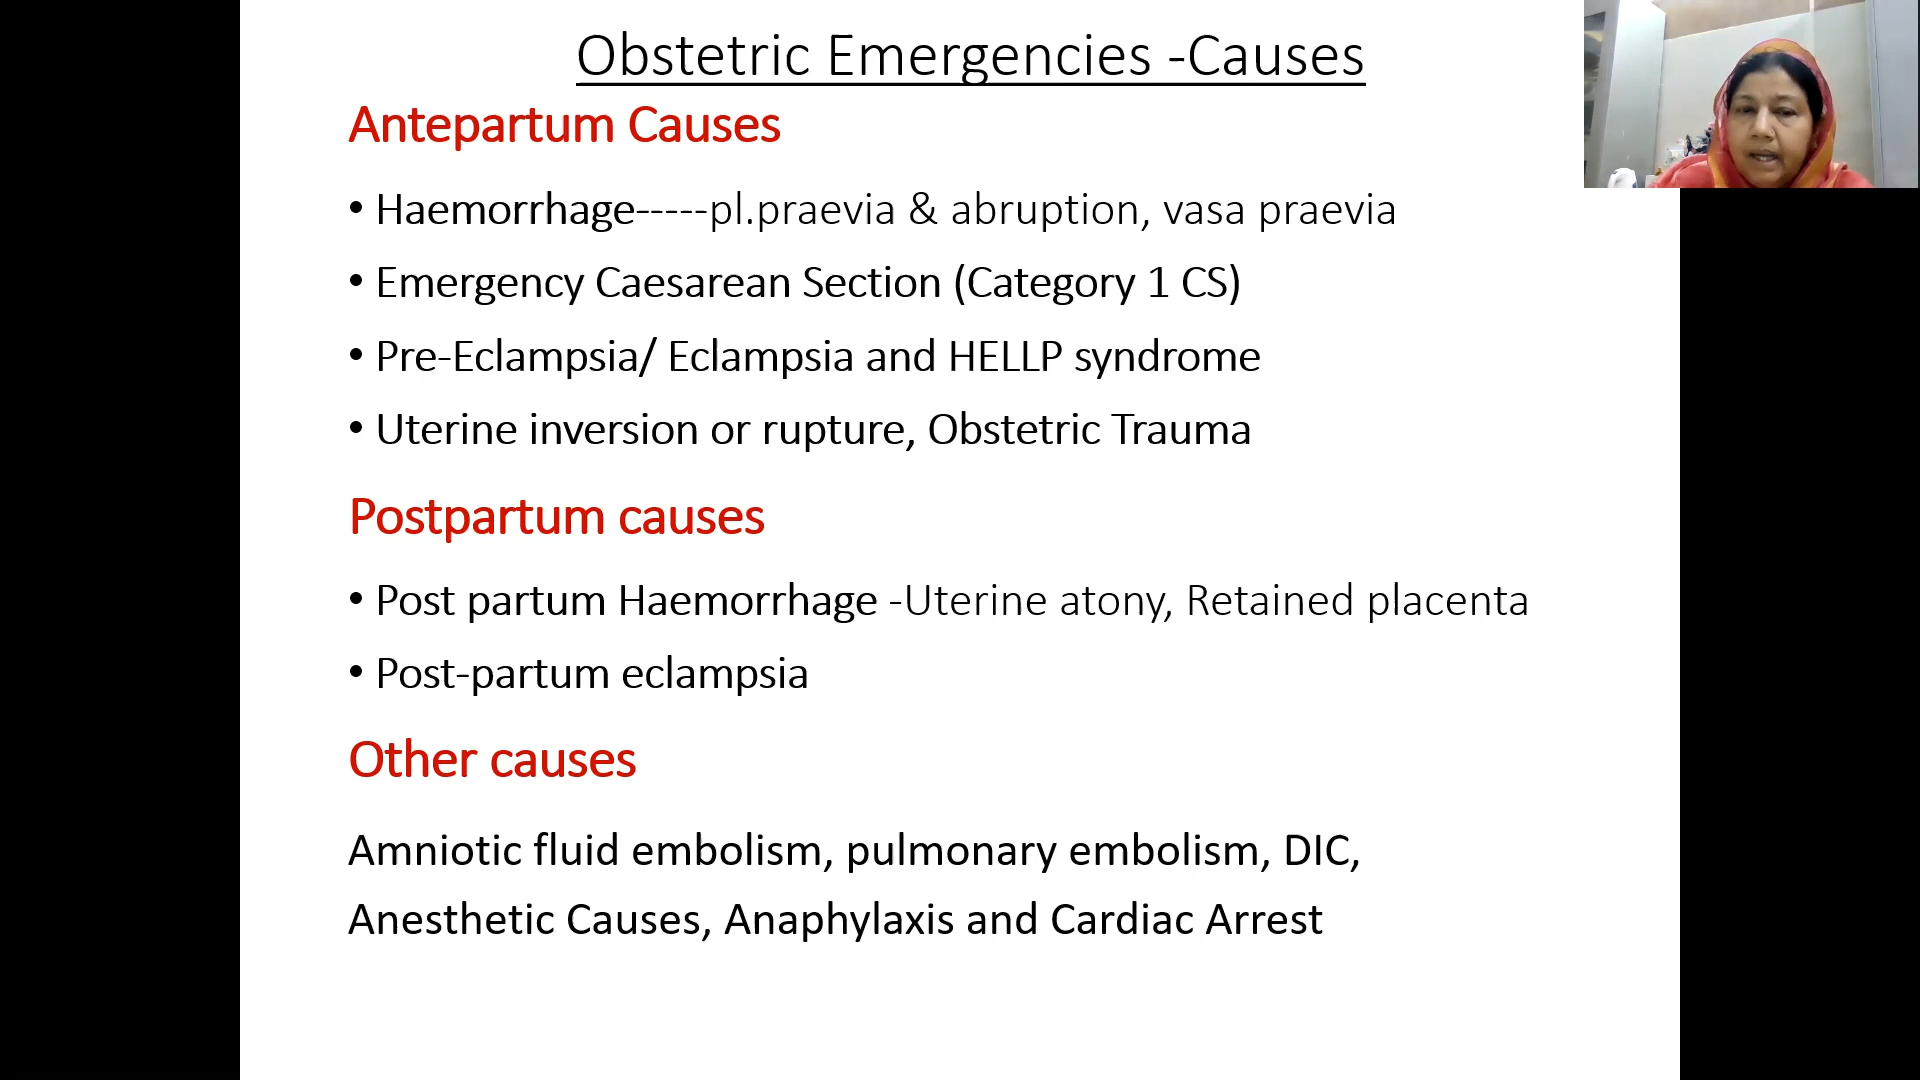 Obstetric Emergencies -Causes
Antepartum Causes
• Haemorrhage-----pl.praevia & abruption, vasa praevia
• Emergency Caesarean Section (Category 1 CS)
• Pre-Eclampsia/ Eclampsia and HELLP syndrome
• Uterine inversion or rupture, Obstetric Trauma
Postpartum causes
• Post partum Haemorrhage -Uterine atony, Retained placenta
• Post-partum eclampsia
Other causes
Amniotic fluid embolism, pulmonary embolism, DIC,
Anesthetic Causes, Anaphylaxis and Cardiac Arrest